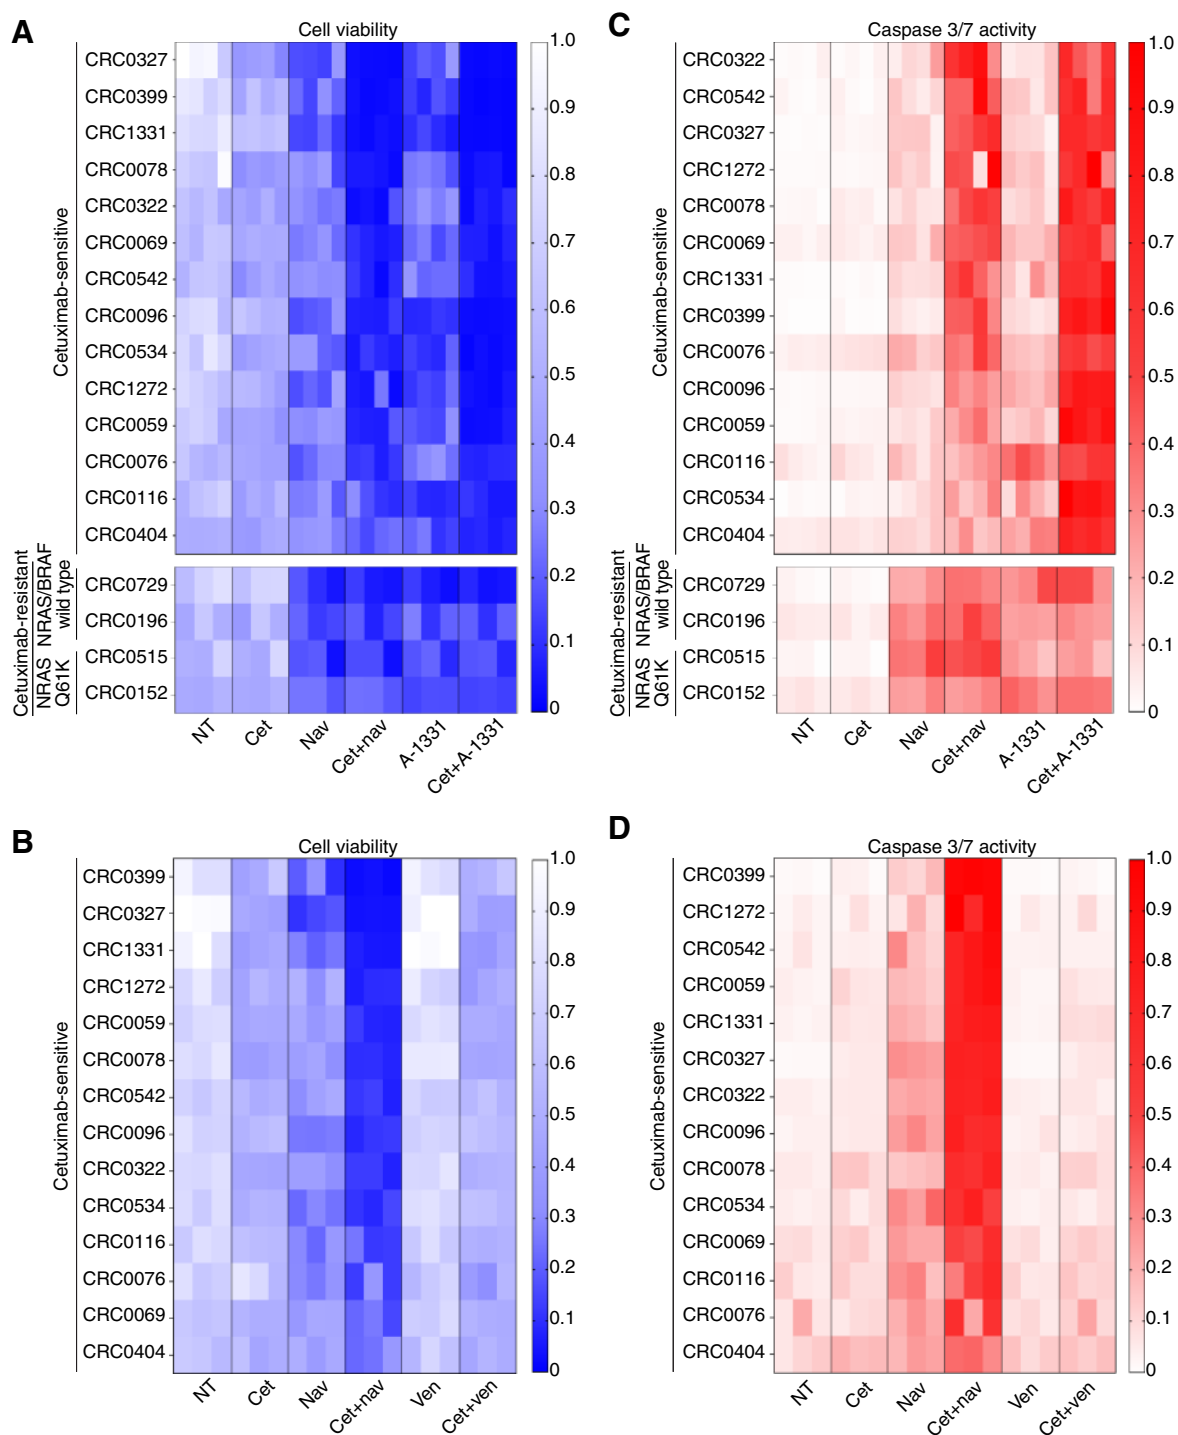 A
Cell viability
Cetuximab-sensitive
CRC0327
CRC0399
CRC1331
CRC0078
CRC0322
CRC0069
CRC0542
CRC0096
CRC0534
CRC1272
CRC0059
CRC0076
CRC0116
CRC0404
Cetuximab-resistant
NRAS/BRAF
wild type
CRC0729
CRC0196
NRAS
Q61K
CRC0515
CRC0152
NT
Cet
Nav
Cet+nav
A-1331
Cet+A-1331
1.0
0.9
0.8
0.7
0.6
0.5
0.4
0.3
0.2
0.1
0
C
Caspase 3/7 activity
Cetuximab-sensitive
CRC0322
CRC0542
CRC0327
CRC1272
CRC0078
CRC0069
CRC1331
CRC0399
CRC0076
CRC0096
CRC0059
CRC0116
CRC0534
CRC0404
Cetuximab-resistant
NRAS/BRAF
wild type
CRC0729
CRC0196
NRAS
Q61K
CRC0515
CRC0152
NT
Cet
Nav
Cet+nav
A-1331
Cet+A-1331
1.0
0.9
0.8
0.7
0.6
0.5
0.4
0.3
0.2
0.1
0
B
Cell viability
Cetuximab-sensitive
CRC0399
CRC0327
CRC1331
CRC1272
CRC0059
CRC0078
CRC0542
CRC0096
CRC0322
CRC0534
CRC0116
CRC0076
CRC0069
CRC0404
NT
Cet
Nav
Cet+nav
Ven
Cet+ven
1.0
0.9
0.8
0.7
0.6
0.5
0.4
0.3
0.2
0.1
0
D
Caspase 3/7 activity
Cetuximab-sensitive
CRC0399
CRC1272
CRC0542
CRC0059
CRC1331
CRC0327
CRC0322
CRC0096
CRC0078
CRC0534
CRC0069
CRC0116
CRC0076
CRC0404
NT
Cet
Nav
Cet+nav
Ven
Cet+ven
1.0
0.9
0.8
0.7
0.6
0.5
0.4
0.3
0.2
0.1
0